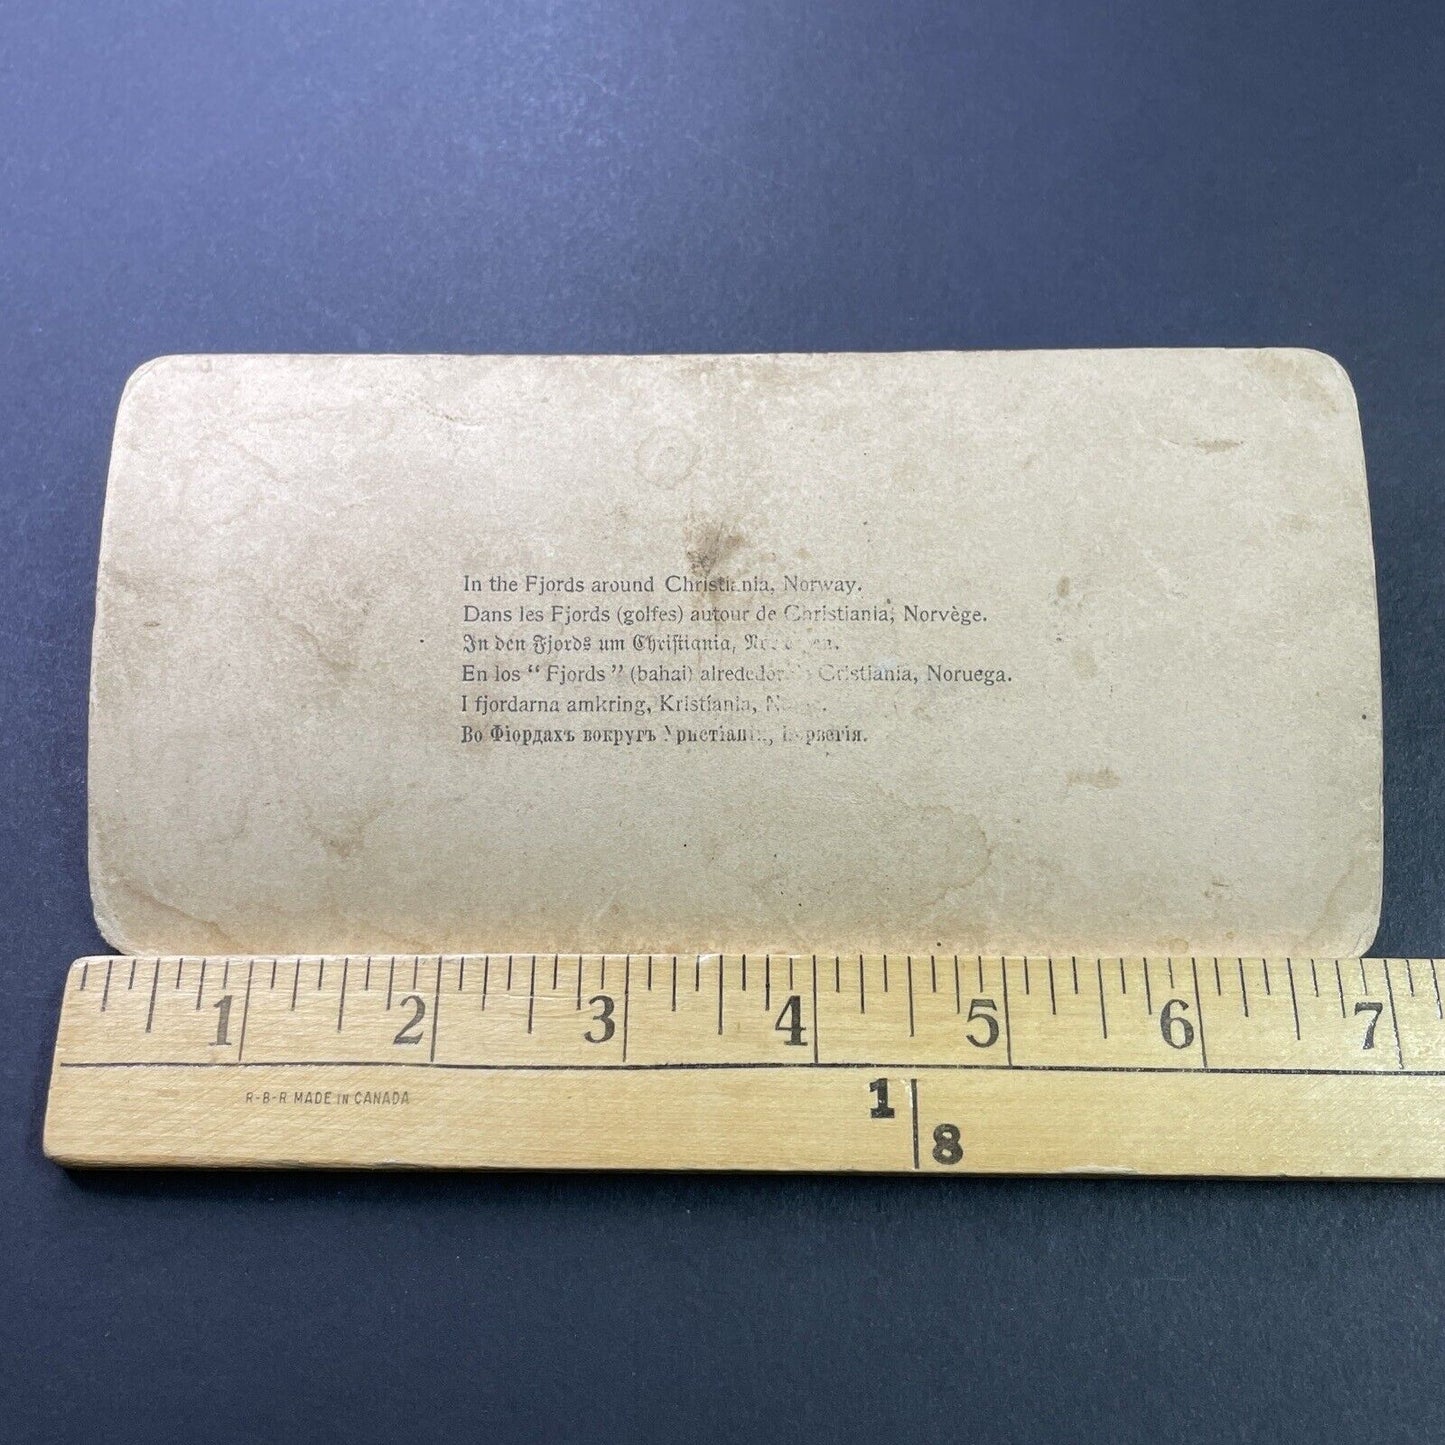 In the Fjords around Christiania, Norway.
Dans les Fjords (golfes) autour de Christiania, Norvège.
In den Fjords um Christiania,
En los “Fjords” (bahai) alrededor Cristiania, Noruega.
I fjordarna amkring, Kristiania,
Во Фіордахъ вокругъ
1 2 3 4 5 6 7
R-B-R MADE IN CANADA
1
8